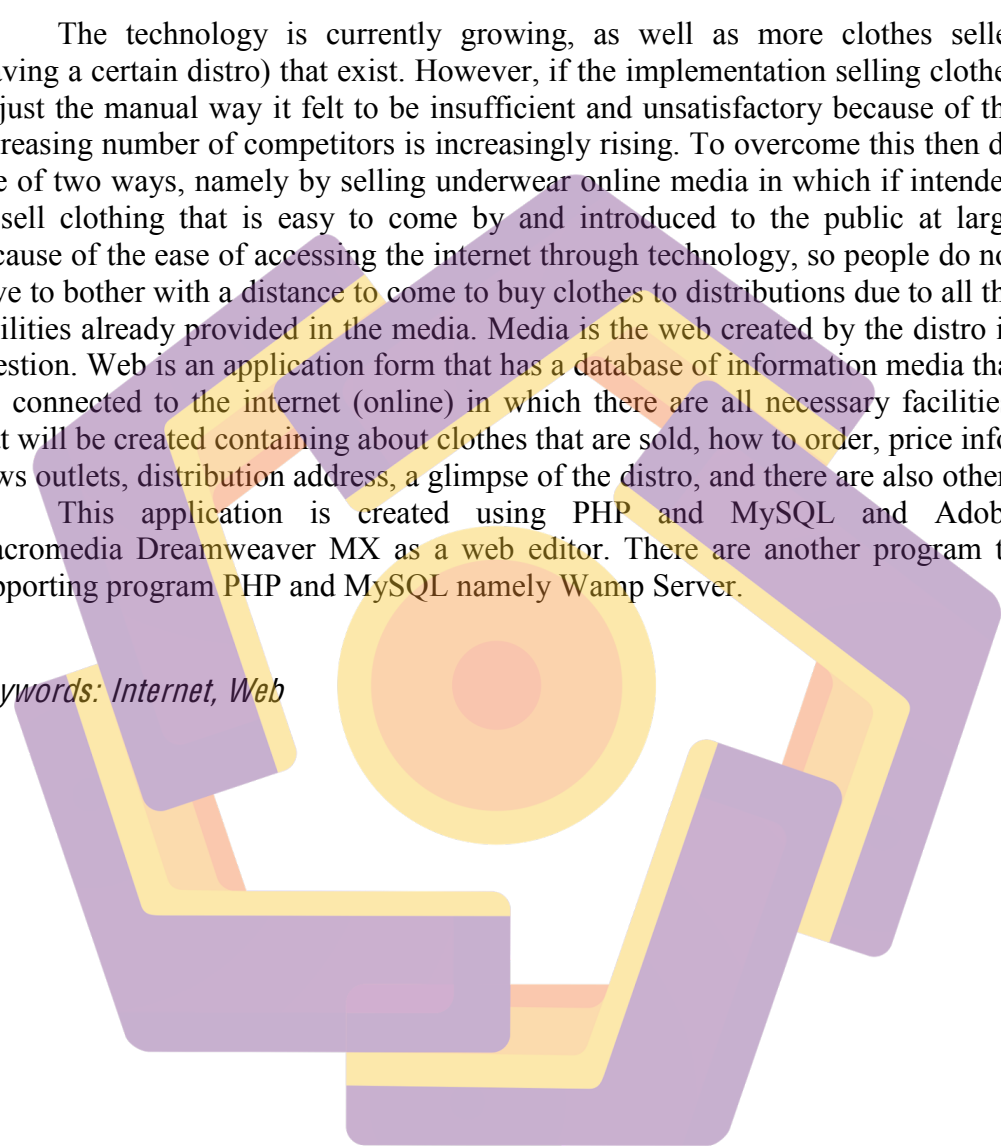 The technology is currently growing, as well as more clothes selle
aving a certain distro) that exist. However, if the implementation selling clothe
just the manual way it felt to be insufficient and unsatisfactory because of th
reasing number of competitors is increasingly rising. To overcome this then d
e of two ways, namely by selling underwear online media in which if intende
sell clothing that is easy to come by and introduced to the public at larg
cause of the ease of accessing the internet through technology, so people do no
ve to bother with a distance to come to buy clothes to distributions due to all th
ilities already provided in the media. Media is the web created by the distro i
estion. Web is an application form that has a database of information media tha
connected to the internet (online) in which there are all necessary facilitie
t will be created containing about clothes that are sold, how to order, price info
ws outlets, distribution address, a glimpse of the distro, and there are also other
This application is created using PHP and MySQL and Adob
acromedia Dreamweaver MX as a web editor. There are another program t
pporting program PHP and MySQL namely Wamp Server.
ywords: Internet, Web